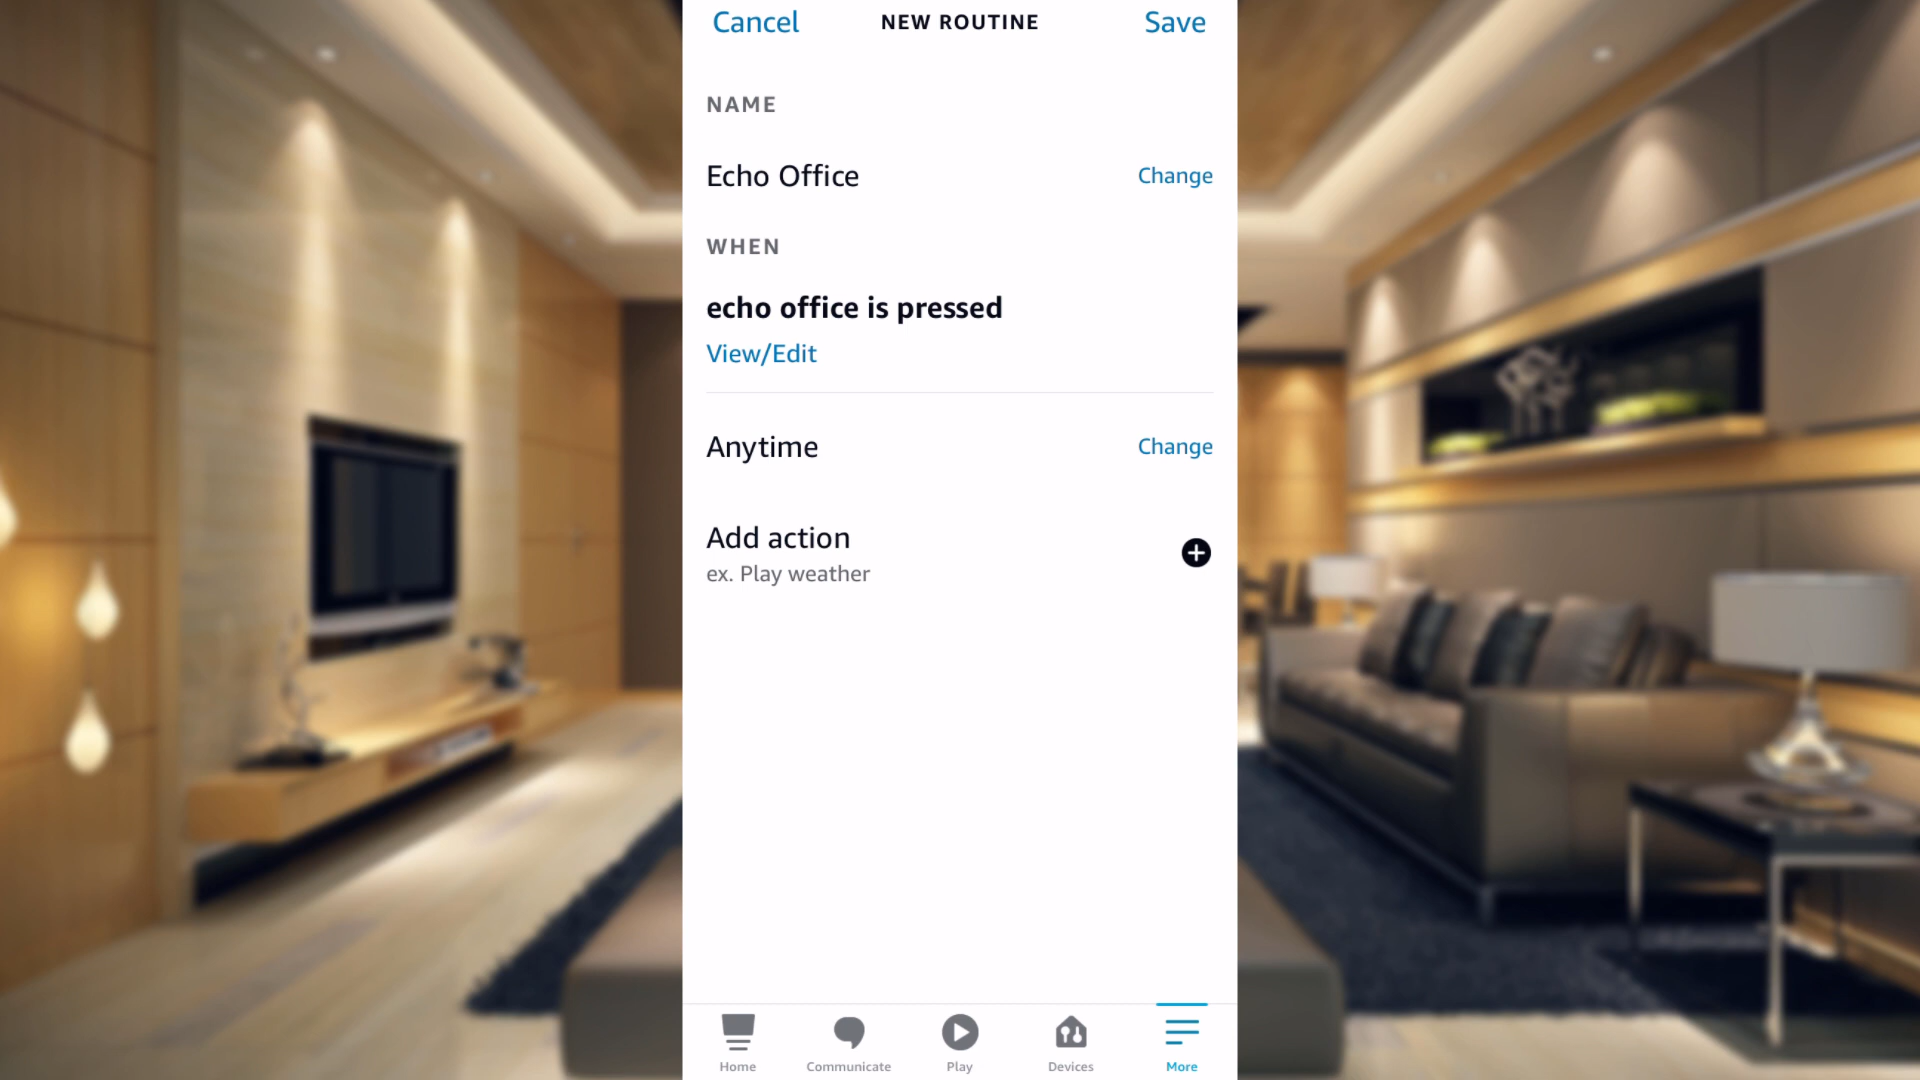 Cancel NEW ROUTINE Save
NAME
Echo Office Change
WHEN
echo office is pressed
View/Edit
Anytime Change
Add action
ex. Play weather
Home Communicate Play Devices More